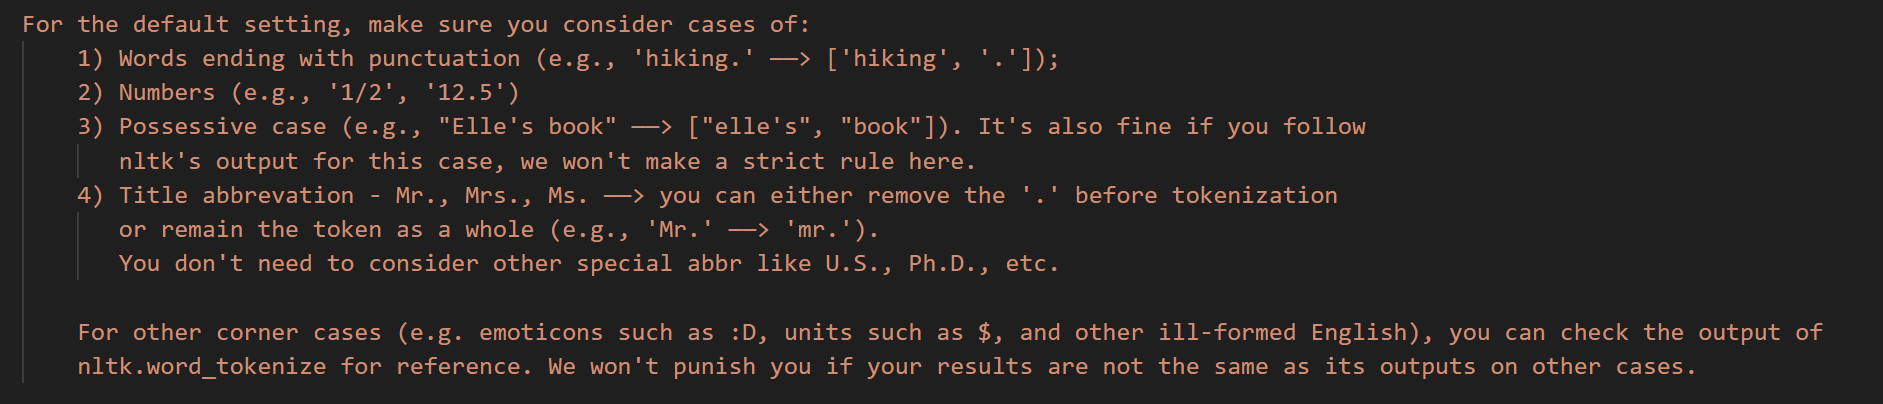 For the default setting, make sure you consider cases of:
1) Words ending with punctuation (e.g., 'hiking.' ——> ['hiking', '.']);
2) Numbers (e.g., '1/2', '12.5')
3) Possessive case (e.g., "Elle's book" ——> ["elle's", "book"]). It's also fine if you follow
nltk's output for this case, we won't make a strict rule here.
4) Title abbrevation - Mr., Mrs., Ms. ——> you can either remove the '.' before tokenization
or remain the token as a whole (e.g., 'Mr.' ——> 'mr.').
You don't need to consider other special abbr like U.S., Ph.D., etc.
For other corner cases (e.g. emoticons such as :D, units such as $, and other ill-formed English), you can check the output of
nltk.word_tokenize for reference. We won't punish you if your results are not the same as its outputs on other cases.